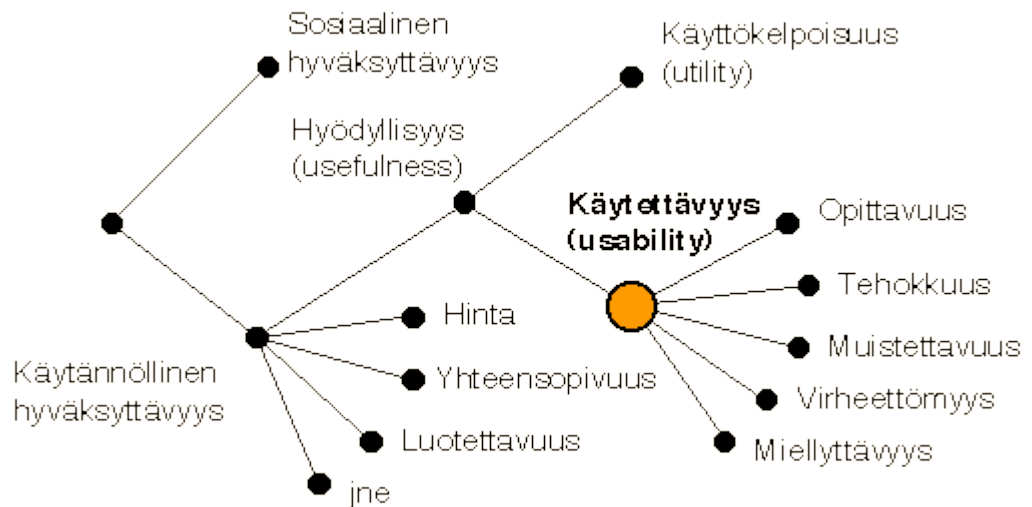 Sosiaalinen
hyväksyttävyys
Käyttökelpoisuus
(utility)
Hyödyllisyys
(usefulness)
Käytettävyys
(usability)
Opittavuus
Tehokkuus
Hinta
Muistettavuus
Käytännöllinen
hyväksyttävyys
Yhteensopivuus
Virheettömyys
Luotettavuus
Miellyttävyys
jne